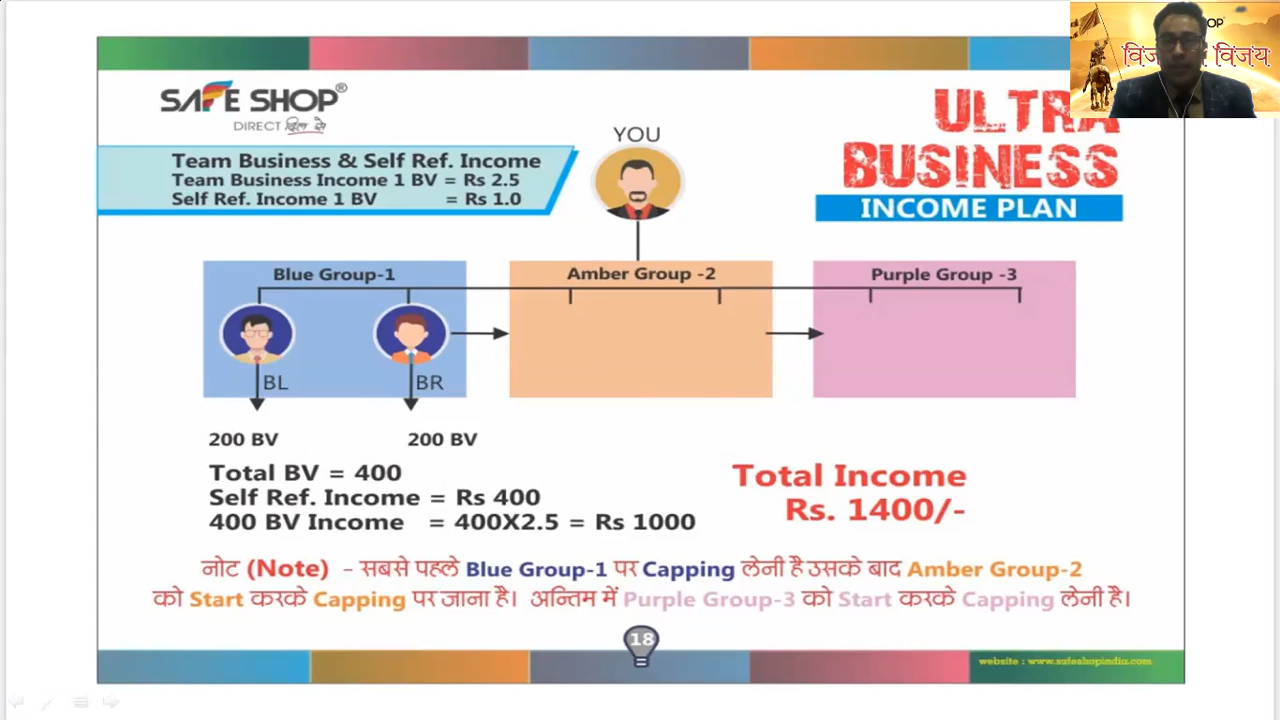 SAFE SHOP®
DIRECT दिल से
YOU
ULTRA
BUSINESS
INCOME PLAN
Team Business & Self Ref. Income
Team Business Income 1 BV = Rs 2.5
Self Ref. Income 1 BV = Rs 1.0
Blue Group-1
Amber Group -2
Purple Group -3
BL
BR
200 BV
200 BV
Total BV = 400
Self Ref. Income = Rs 400
400 BV Income = 400X2.5 = Rs 1000
Total Income
Rs. 1400/-
नोट (Note) – सबसे पहले Blue Group-1 पर Capping लेनी है उसके बाद Amber Group-2
को Start करके Capping पर जाना है। अन्तिम में Purple Group-3 को Start करके Capping लेनी है।
18
website : www.safeshopindia.com